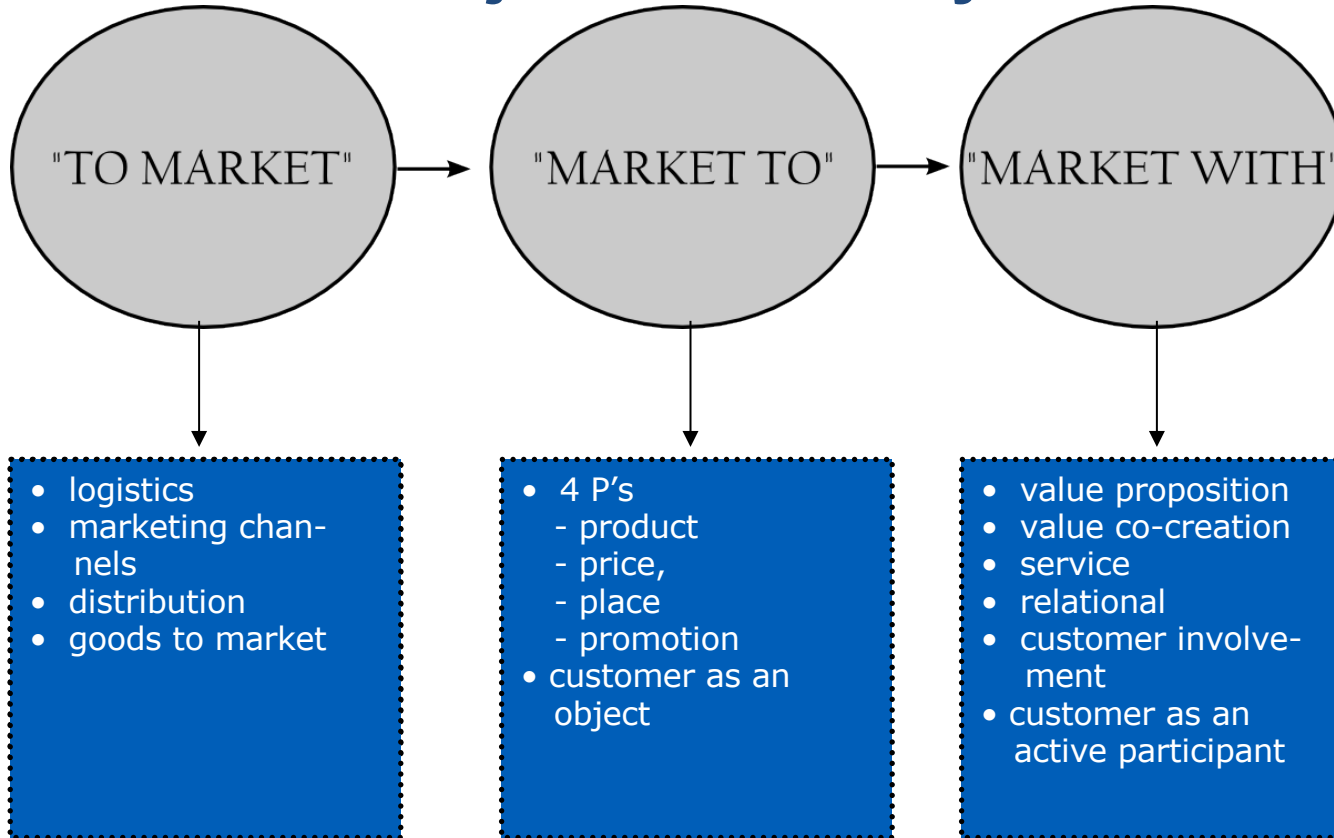 "TO MARKET"
"MARKET TO"
"MARKET WITH"
• logistics
• marketing chan-
nels
• distribution
• goods to market
• 4 P’s
- product
- price,
- place
- promotion
• customer as an
object
• value proposition
• value co-creation
• service
• relational
• customer involve-
ment
• customer as an
active participant